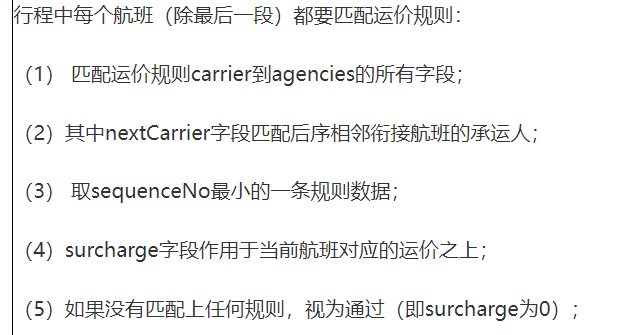 行程中每个航班（除最后一段）都要匹配运价规则：
（1） 匹配运价规则carrier到agencies的所有字段；
（2）其中nextCarrier字段匹配后序相邻衔接航班的承运人；
（3） 取sequenceNo最小的一条规则数据；
（4）surcharge字段作用于当前航班对应的运价之上；
（5）如果没有匹配上任何规则，视为通过（即surcharge为0）；